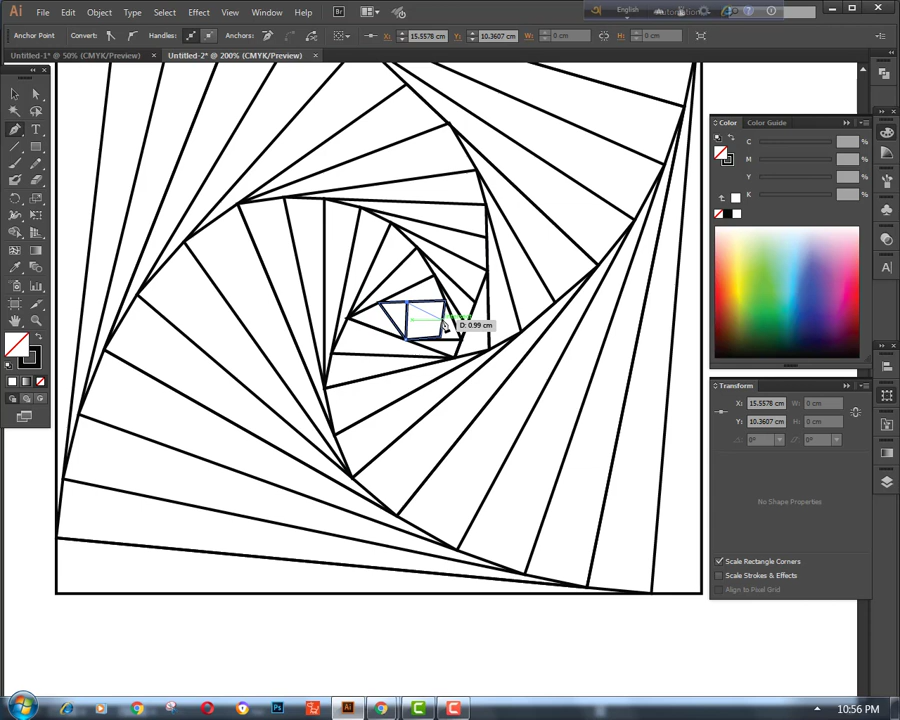 Ai File Edit Object Type Select Effect View Window Help Br English
Anchor Point Convert: Handles: Anchors: X: 15.5578 cm Y: 10.3607 cm W: 0 cm H: 0 cm
Untitled-1* @ 50% (CMYK/Preview) × Untitled-2* @ 200% (CMYK/Preview) ×
Color Color Guide
C %
M %
Y %
K %
D: 0.99 cm
Transform
X: 15.5578 cm W: 0 cm
Y: 10.3607 cm H: 0 cm
0° 0°
No Shape Properties
Scale Rectangle Corners
Scale Strokes & Effects
Align to Pixel Grid
10:56 PM